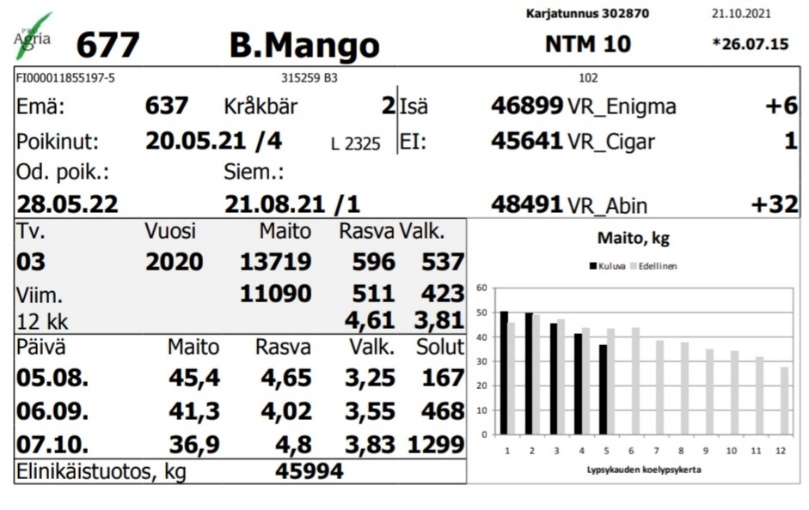 Karjatunnus 302870 21.10.2021
PRO Agria 677 B.Mango NTM 10 *26.07.15
FI000011855197-5 315259 B3 102
Emä: 637 Kråkbär 2 Isä 46899 VR_Enigma +6
Poikinut: 20.05.21 /4 L 2325 EI: 45641 VR_Cigar 1
Od. poik.: Siem.:
28.05.22 21.08.21 /1 48491 VR_Abin +32
Tv. Vuosi Maito Rasva Valk.
03 2020 13719 596 537
Viim. 11090 511 423
12 kk 4,61 3,81
Päivä Maito Rasva Valk. Solut
05.08. 45,4 4,65 3,25 167
06.09. 41,3 4,02 3,55 468
07.10. 36,9 4,8 3,83 1299
Elinikäistuotos, kg 45994
Maito, kg
Kuluva Edellinen
60
50
40
30
20
10
0
1 2 3 4 5 6 7 8 9 10 11 12
Lypsykauden koelypsykerta